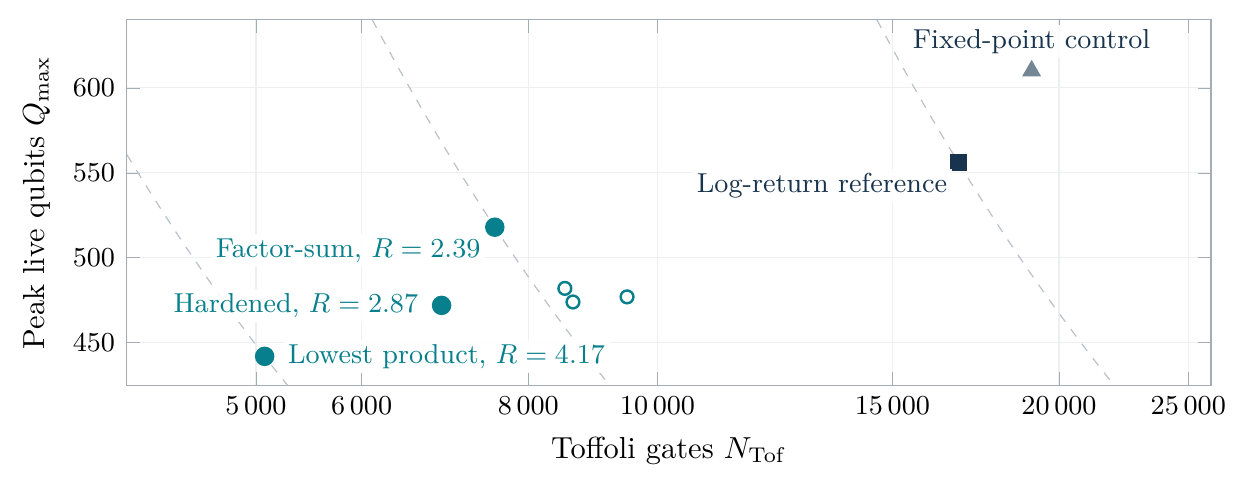 Fixed-point control
600
550
Log-return reference
500
Factor-sum, R = 2.39
Hardened, R = 2.87
450
Lowest product, R = 4.17
Peak live qubits Q_max
5 000 6 000 8 000 10 000 15 000 20 000 25 000
Toffoli gates N_Tof